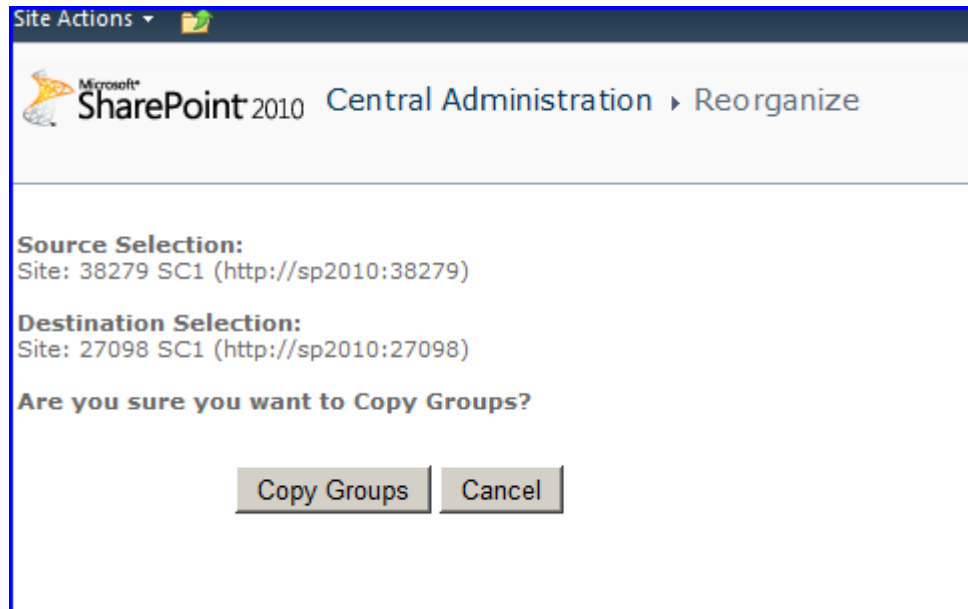 Site Actions
Microsoft
SharePoint 2010 Central Administration Reorganize
Source Selection:
Site: 38279 SC1 (http://sp2010:38279)
Destination Selection:
Site: 27098 SC1 (http://sp2010:27098)
Are you sure you want to Copy Groups?
Copy Groups Cancel